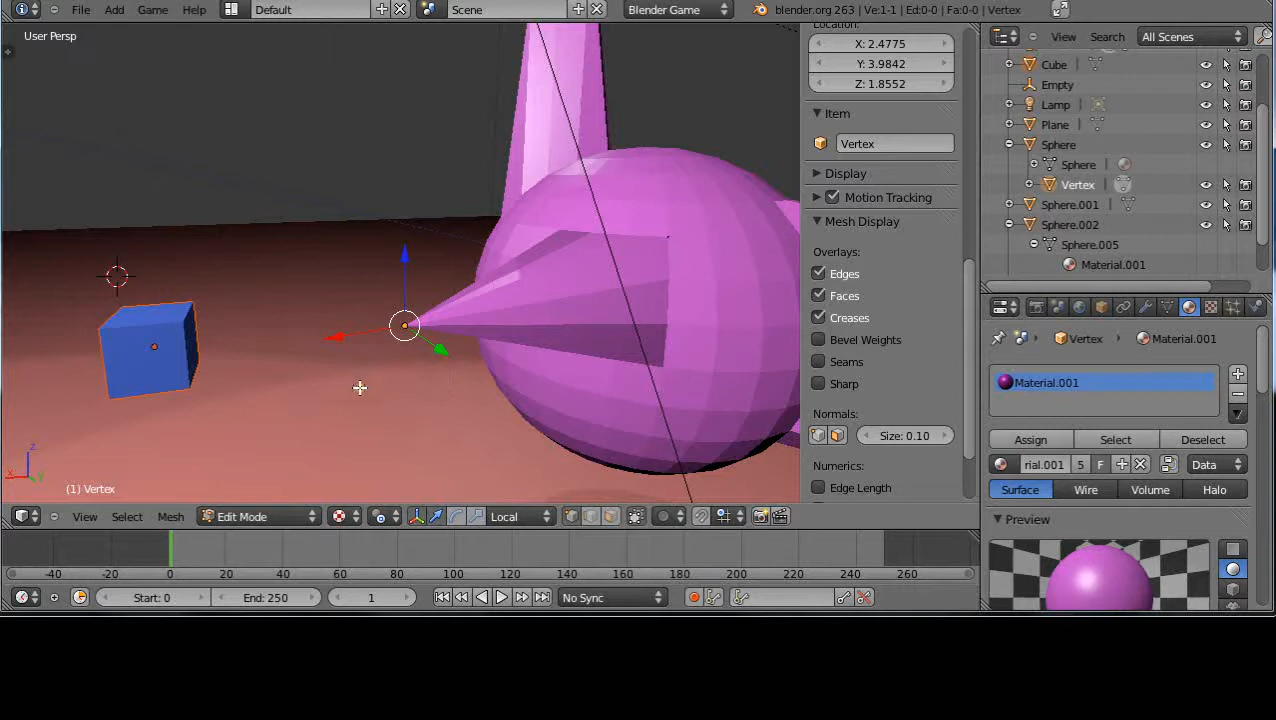 File Add Game Help Default Scene Blender Game blender.org 263 | Ve:1-1 | Ed:0-0 | Fa:0-0 | Vertex
User Persp
(1) Vertex
Location:
X: 2.4775
Y: 3.9842
Z: 1.8552
Item
Vertex
Display
Motion Tracking
Mesh Display
Overlays:
Edges
Faces
Creases
Bevel Weights
Seams
Sharp
Normals:
Size: 0.10
Numerics:
Edge Length
View Search All Scenes
Cube
Empty
Lamp
Plane
Sphere
Sphere
Vertex
Sphere.001
Sphere.002
Sphere.005
Material.001
Vertex Material.001
Material.001
Assign Select Deselect
rial.001 5 F Data
Surface Wire Volume Halo
Preview
View Select Mesh Edit Mode Local
-40 -20 0 20 40 60 80 100 120 140 160 180 200 220 240 260
Start: 0 End: 250 1 No Sync
z
x
y